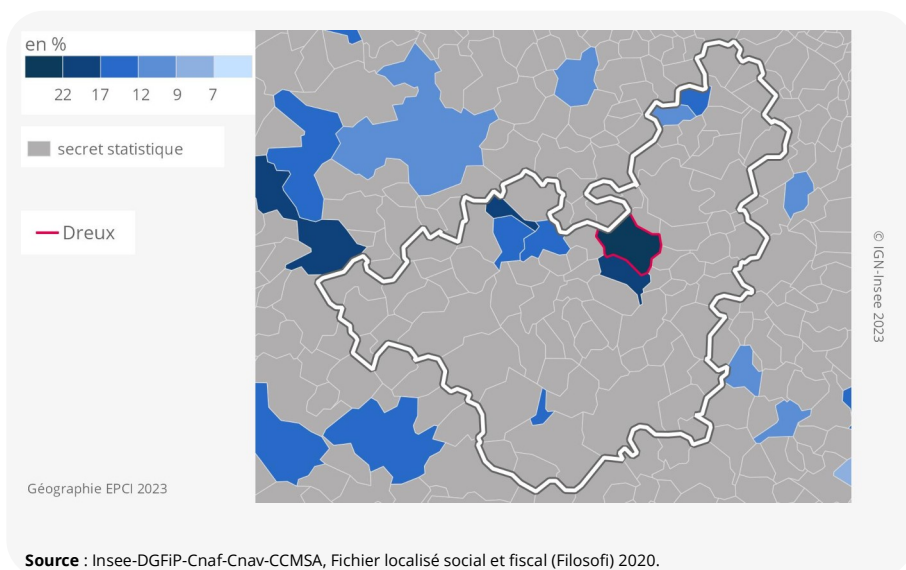 en %
22 17 12 9 7
secret statistique
Dreux
© IGN-Insee 2023
Géographie EPCI 2023
Source : Insee-DGFiP-Cnaf-Cnav-CCMSA, Fichier localisé social et fiscal (Filosofi) 2020.